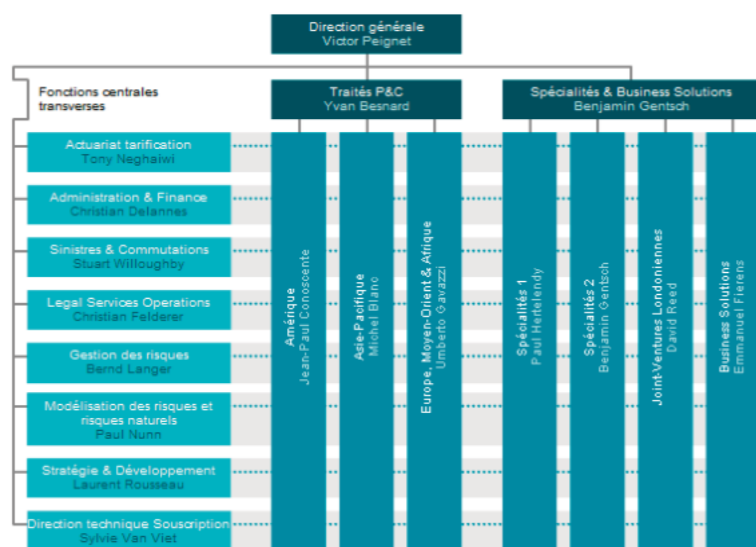 Direction générale
Victor Peignet
Fonctions centrales
transverses
Traités P&C
Yvan Besnard
Spécialités & Business Solutions
Benjamin Gentsch
Actuariat tarification
Tony Neghaiwi
Administration & Finance
Christian Delannes
Sinistres & Commutations
Stuart Willoughby
Legal Services Operations
Christian Felderer
Gestion des risques
Bernd Langer
Modélisation des risques et
risques naturels
Paul Nunn
Stratégie & Développement
Laurent Rousseau
Direction technique Souscription
Sylvie Van Viet
Amérique
Jean-Paul Conoscente
Asie-Pacifique
Michel Blanc
Europe, Moyen-Orient & Afrique
Umberto Gavazzi
Spécialités 1
Paul Hertelendy
Spécialités 2
Benjamin Gentsch
Joint-Ventures Londoniennes
David Reed
Business Solutions
Emmanuel Fierens